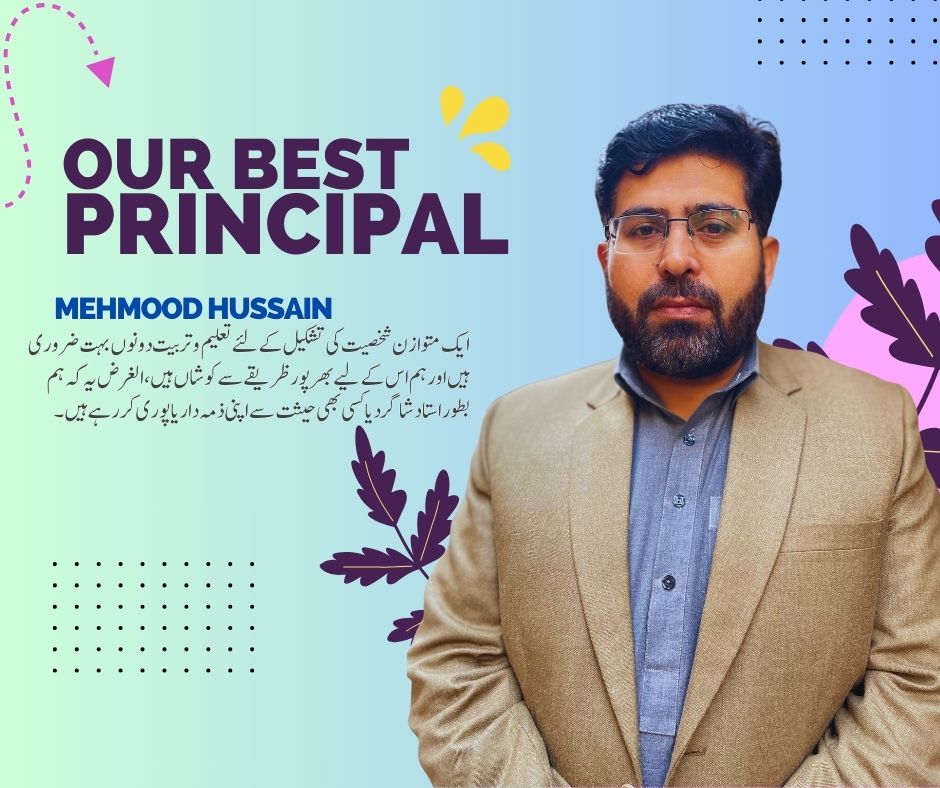 OUR BEST
PRINCIPAL
MEHMOOD HUSSAIN
ایک متوازن شخصیت کی تشکیل کے لئے تعلیم و تربیت دونوں بہت ضروری
ہیں اور ہم اس کے لیے بھرپور طریقے سے کوشاں ہیں، الغرض یہ کہ ہم
بطور استاد شاگرد یا کسی بھی حیثت سے اپنی ذمہ داریا پوری کر رہے ہیں۔